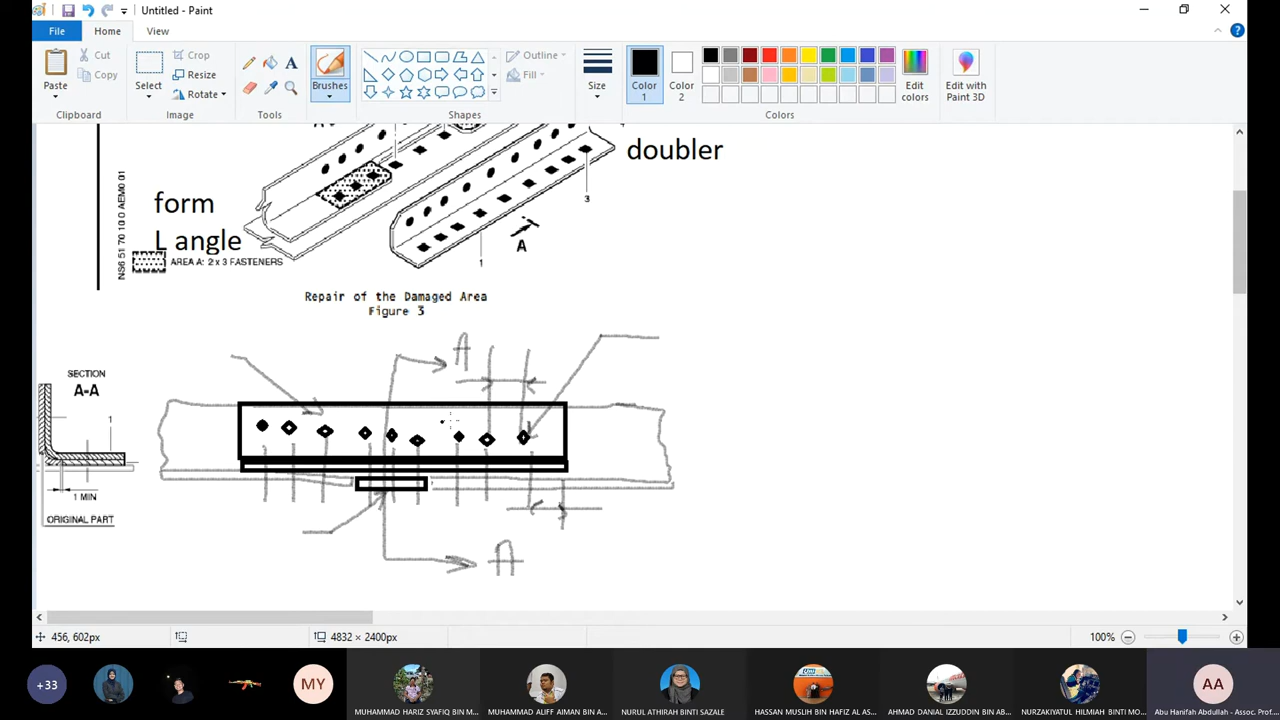 Untitled - Paint
File
Home
View
Paste
Cut
Copy
Clipboard
Select
Crop
Resize
Rotate
Image
Tools
Brushes
Shapes
Outline
Fill
Size
Color 1
Color 2
Edit colors
Edit with Paint 3D
Colors
doubler
form
L angle
NS6 51 70 10 0 AEM0 01
AREA A: 2 x 3 FASTENERS
3
A
1
Repair of the Damaged Area
Figure 3
A
SECTION
A-A
1
1 MIN
ORIGINAL PART
A
456, 602px
4832 × 2400px
100%
+33
MY
MUHAMMAD HARIZ SYAFIQ BIN M...
MUHAMMAD ALIFF AIMAN BIN A...
NURUL ATHIRAH BINTI SAZALE
HASSAN MUSLIH BIN HAFIZ AL AS...
AHMAD DANIAL IZZUDDIN BIN AB...
NURZAKIYATUL HILMIAH BINTI MO...
AA
Abu Hanifah Abdullah - Assoc. Prof...